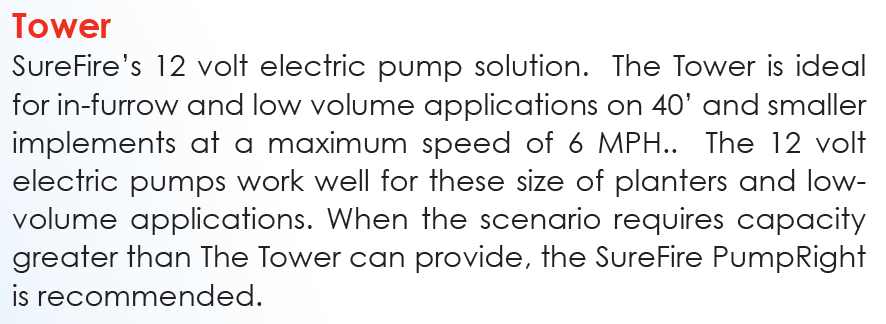 Tower
SureFire’s 12 volt electric pump solution.  The Tower is ideal
for in-furrow and low volume applications on 40’ and smaller
implements at a maximum speed of 6 MPH..  The 12 volt
electric pumps work well for these size of planters and low-
volume applications. When the scenario requires capacity
greater than The Tower can provide, the SureFire PumpRight
is recommended.